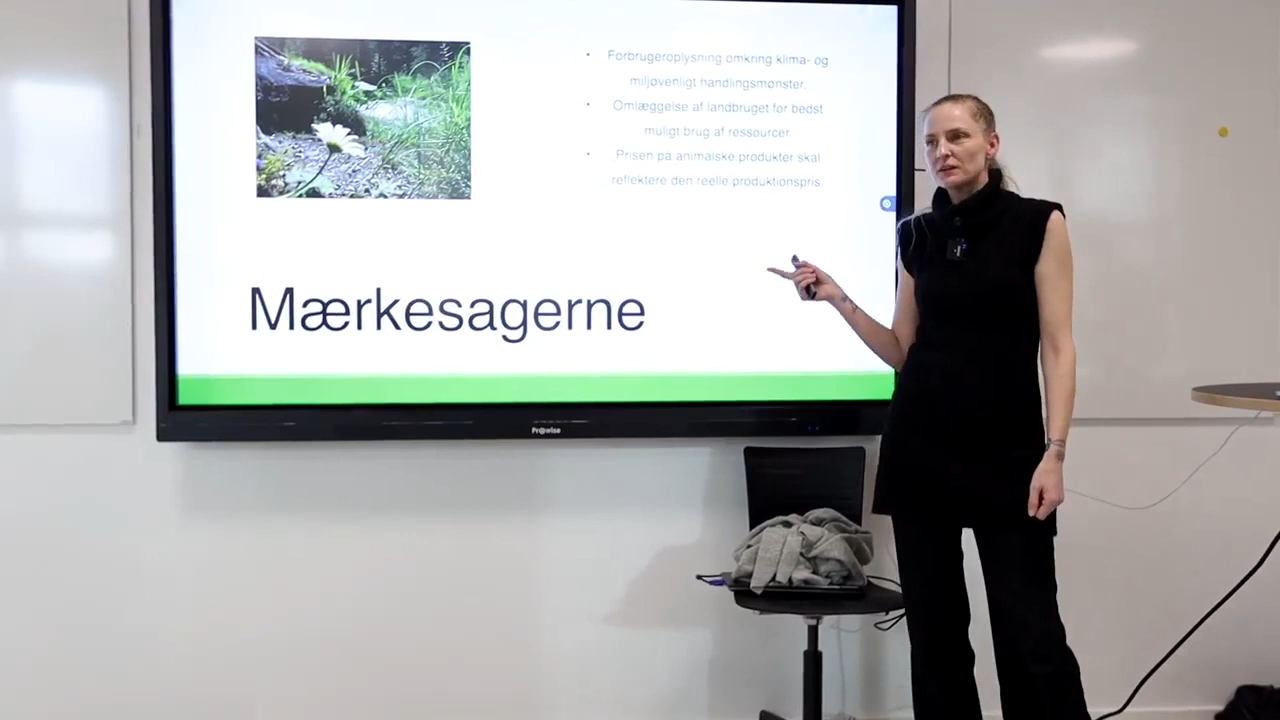 • Forbrugeroplysning omkring klima- og
miljøvenligt handlingsmønster.
• Omlæggelse af landbruget for bedst
muligt brug af ressourcer.
• Prisen på animalske produkter skal
reflektere den reelle produktionspris.
Mærkesagerne
Prowise